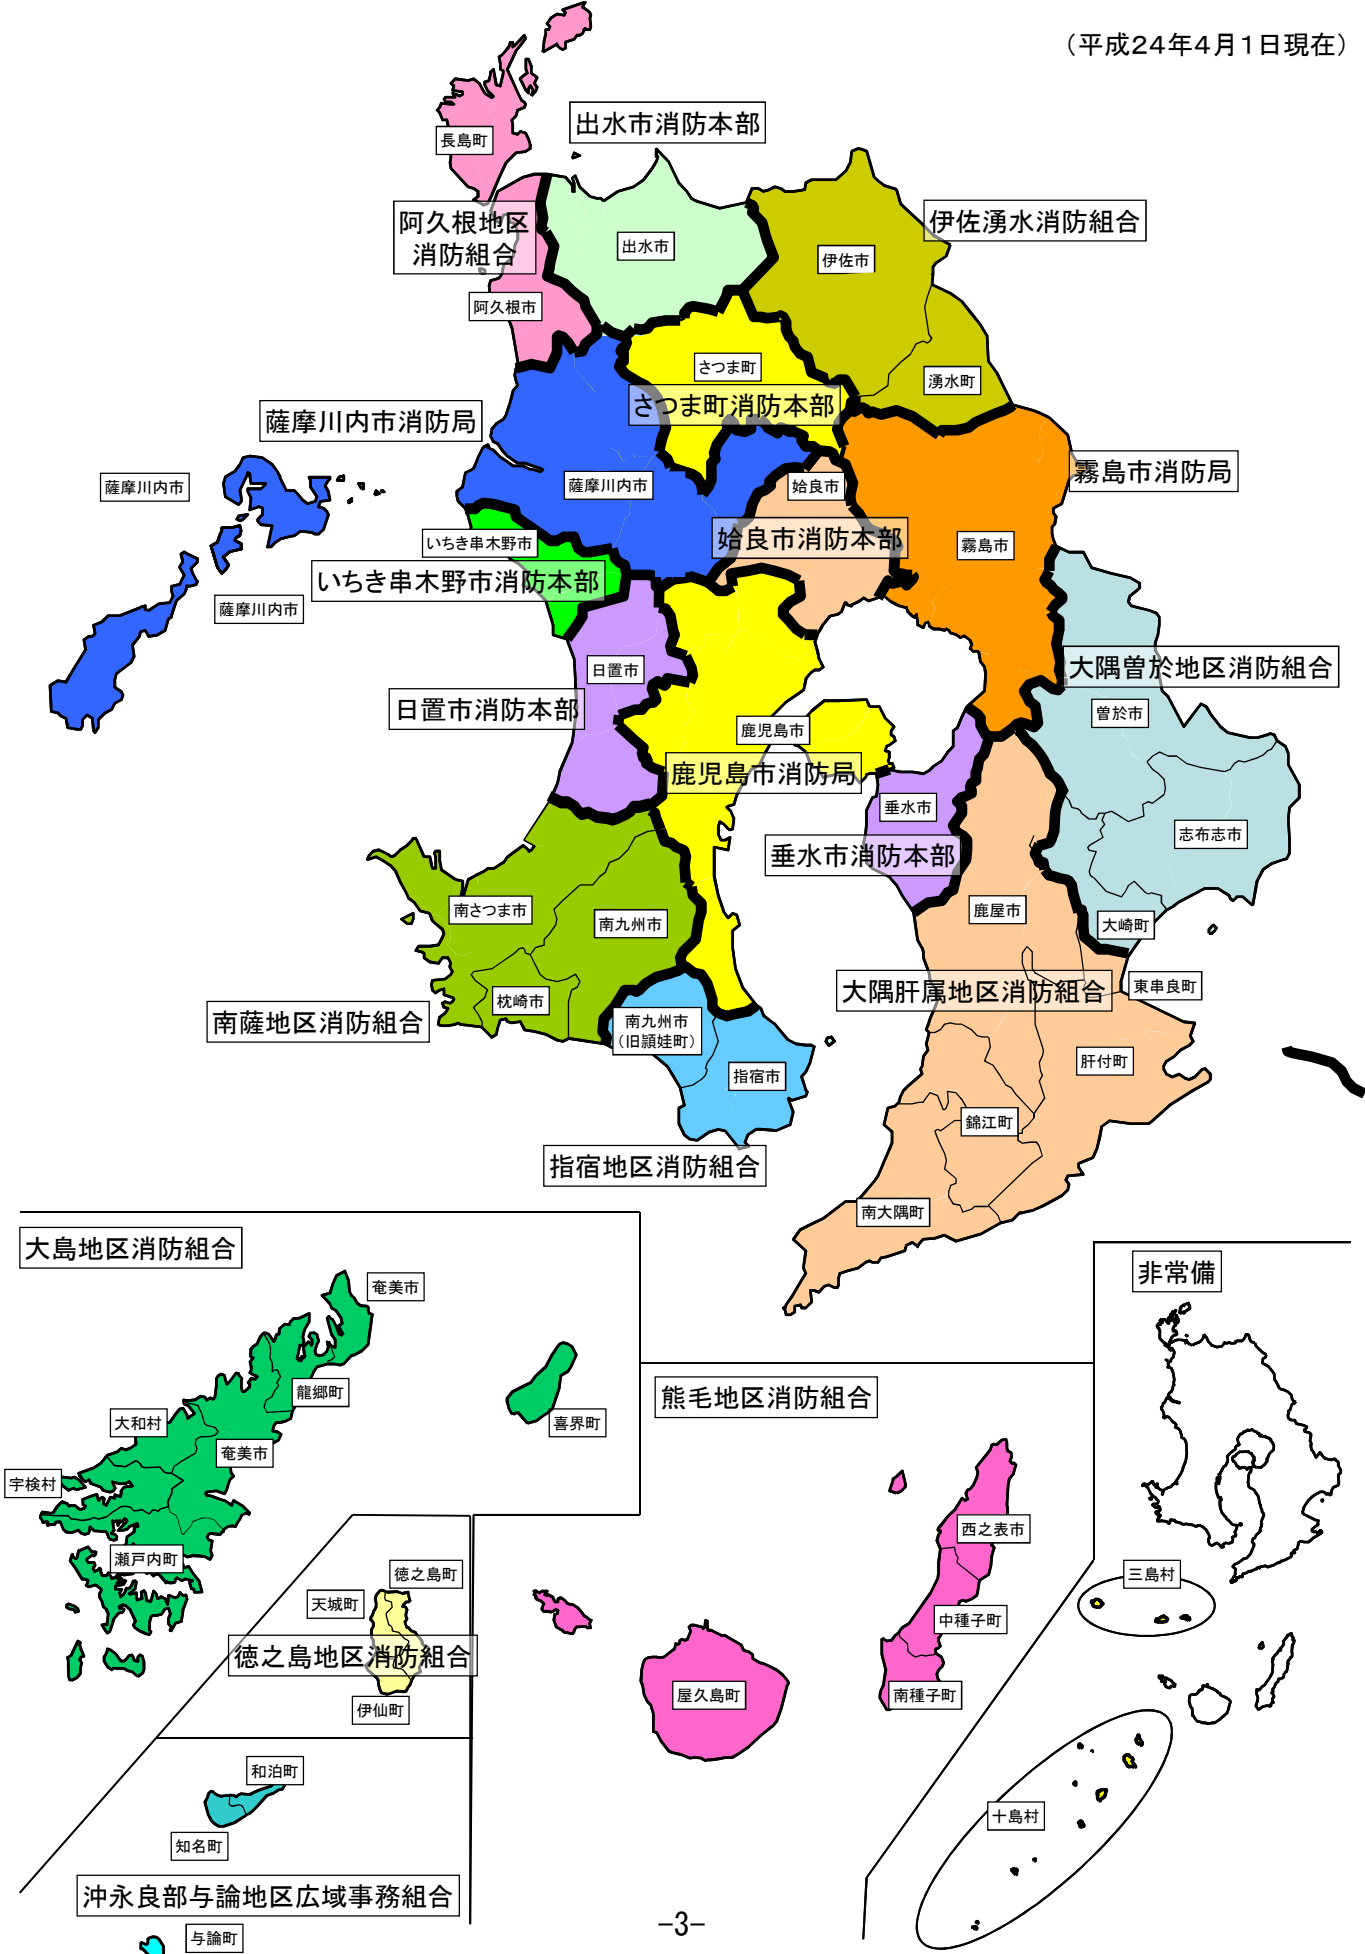 （平成24年4月1日現在）
出水市消防本部
長島町
阿久根地区
消防組合
伊佐湧水消防組合
出水市
伊佐市
阿久根市
さつま町
湧水町
さつま町消防本部
薩摩川内市消防局
霧島市消防局
薩摩川内市
薩摩川内市
姶良市
いちき串木野市
姶良市消防本部
霧島市
いちき串木野市消防本部
薩摩川内市
日置市
大隅曽於地区消防組合
日置市消防本部
曽於市
鹿児島市
鹿児島市消防局
垂水市
志布志市
垂水市消防本部
南さつま市
南九州市
鹿屋市
大崎町
大隅肝属地区消防組合
東串良町
枕崎市
南薩地区消防組合
南九州市
（旧頴娃町）
肝付町
指宿市
錦江町
指宿地区消防組合
南大隅町
大島地区消防組合
非常備
奄美市
龍郷町
熊毛地区消防組合
大和村
喜界町
奄美市
宇検村
西之表市
瀬戸内町
徳之島町
三島村
天城町
中種子町
徳之島地区消防組合
屋久島町
南種子町
伊仙町
和泊町
十島村
知名町
沖永良部与論地区広域事務組合
与論町
-3-